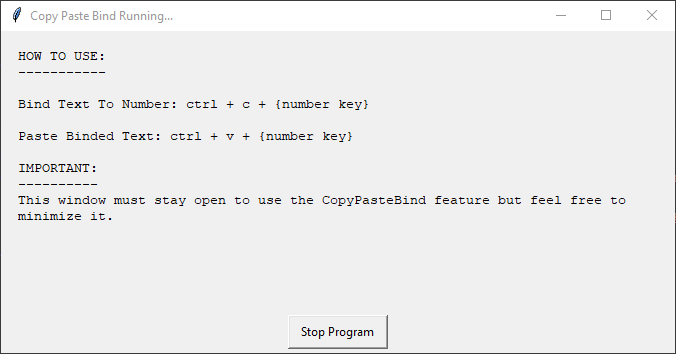 Copy Paste Bind Running...
HOW TO USE:
-----------
Bind Text To Number: ctrl + c + {number key}
Paste Binded Text: ctrl + v + {number key}
IMPORTANT:
----------
This window must stay open to use the CopyPasteBind feature but feel free to
minimize it.
Stop Program